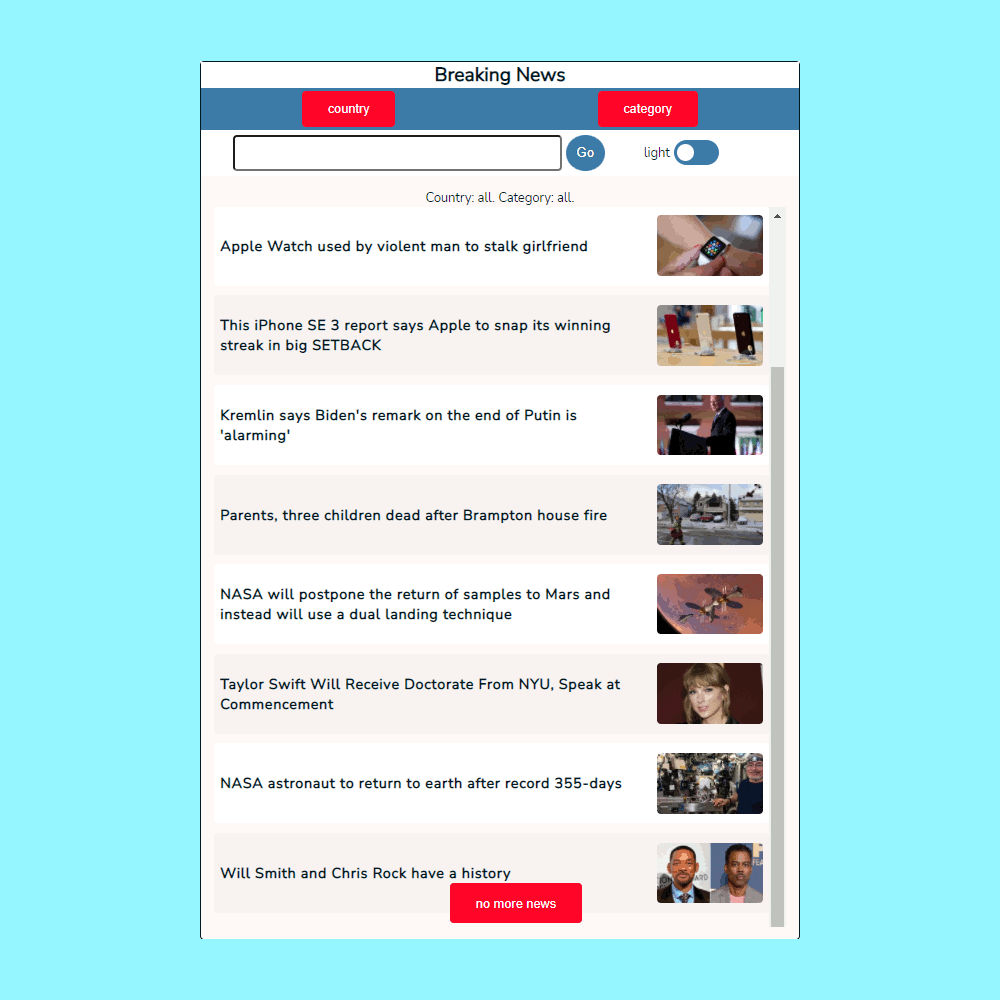 Breaking News
country
category
Go
light
Country: all. Category: all.
Apple Watch used by violent man to stalk girlfriend
This iPhone SE 3 report says Apple to snap its winning
streak in big SETBACK
Kremlin says Biden's remark on the end of Putin is
'alarming'
Parents, three children dead after Brampton house fire
NASA will postpone the return of samples to Mars and
instead will use a dual landing technique
Taylor Swift Will Receive Doctorate From NYU, Speak at
Commencement
NASA astronaut to return to earth after record 355-days
Will Smith and Chris Rock have a history
no more news